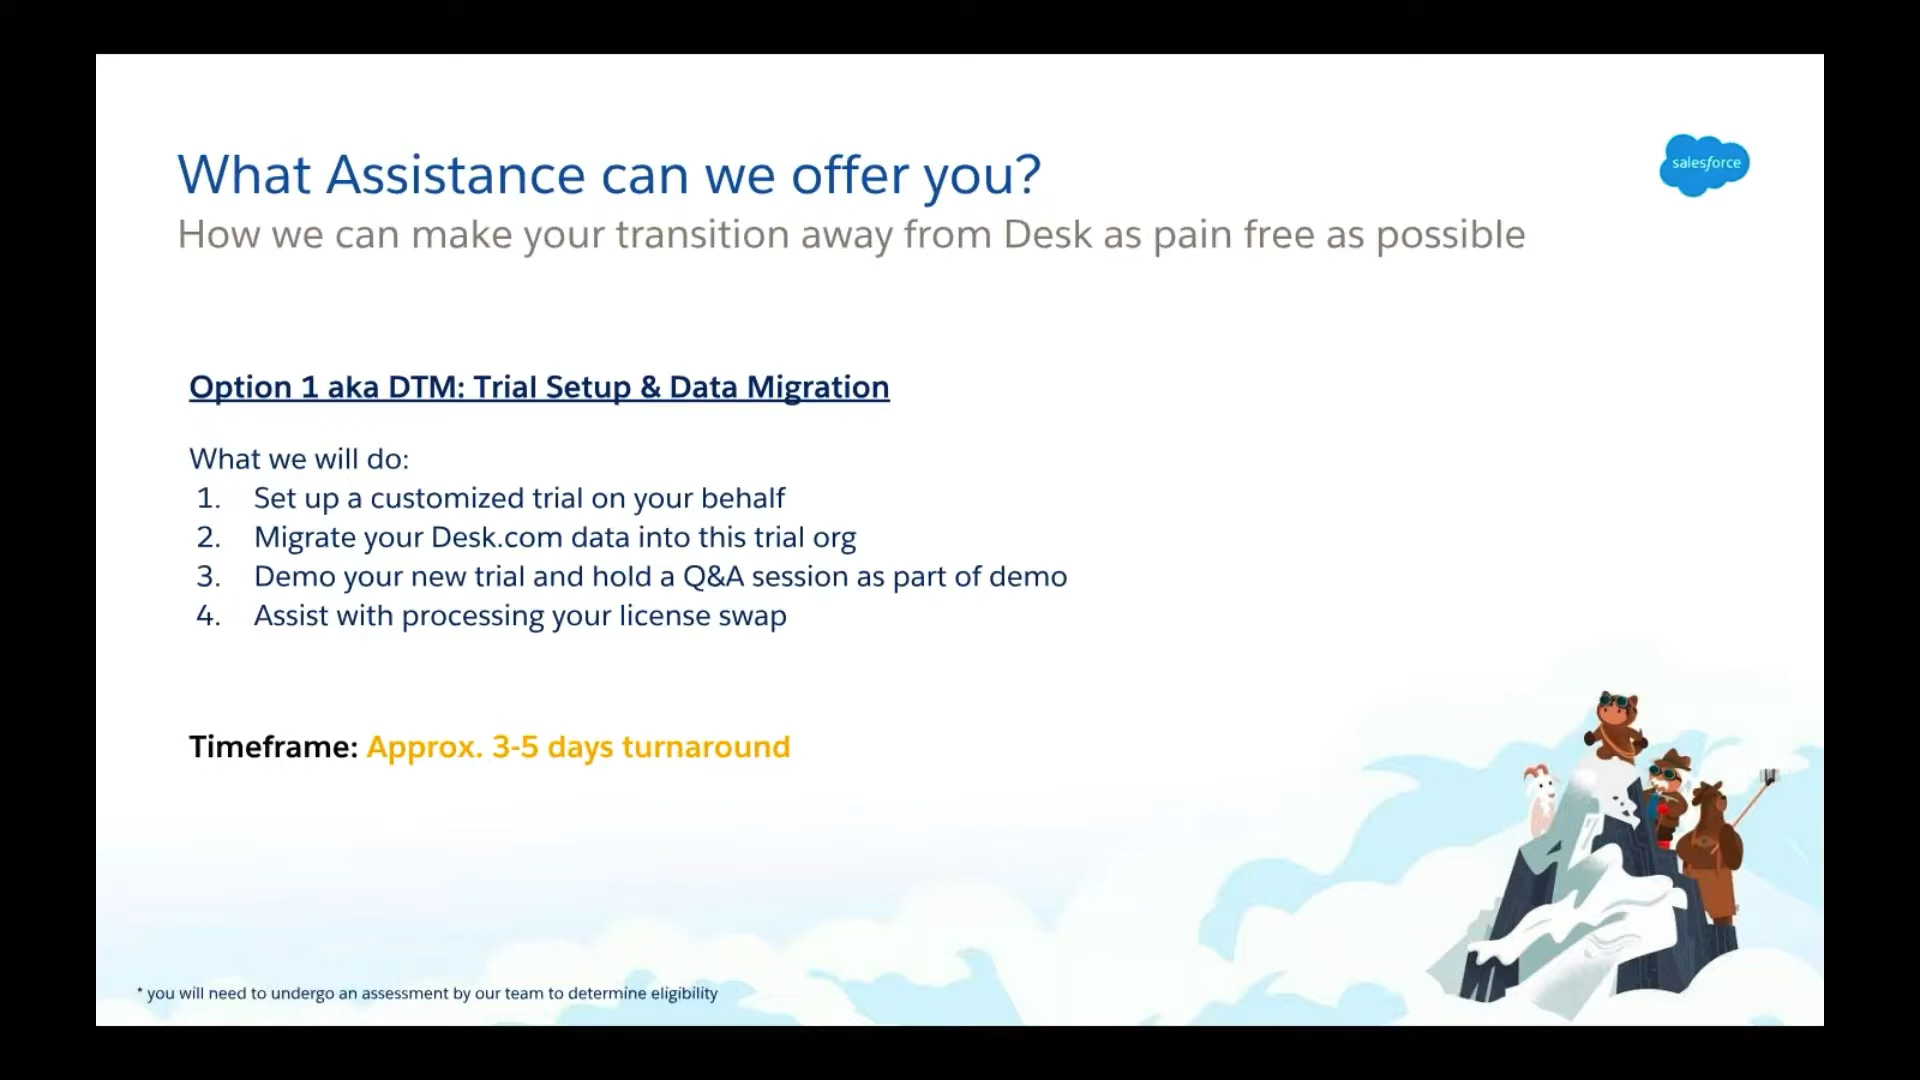 What Assistance can we offer you?
salesforce
How we can make your transition away from Desk as pain free as possible
Option 1 aka DTM: Trial Setup & Data Migration
What we will do:
1. Set up a customized trial on your behalf
2. Migrate your Desk.com data into this trial org
3. Demo your new trial and hold a Q&A session as part of demo
4. Assist with processing your license swap
Timeframe: Approx. 3-5 days turnaround
* you will need to undergo an assessment by our team to determine eligibility